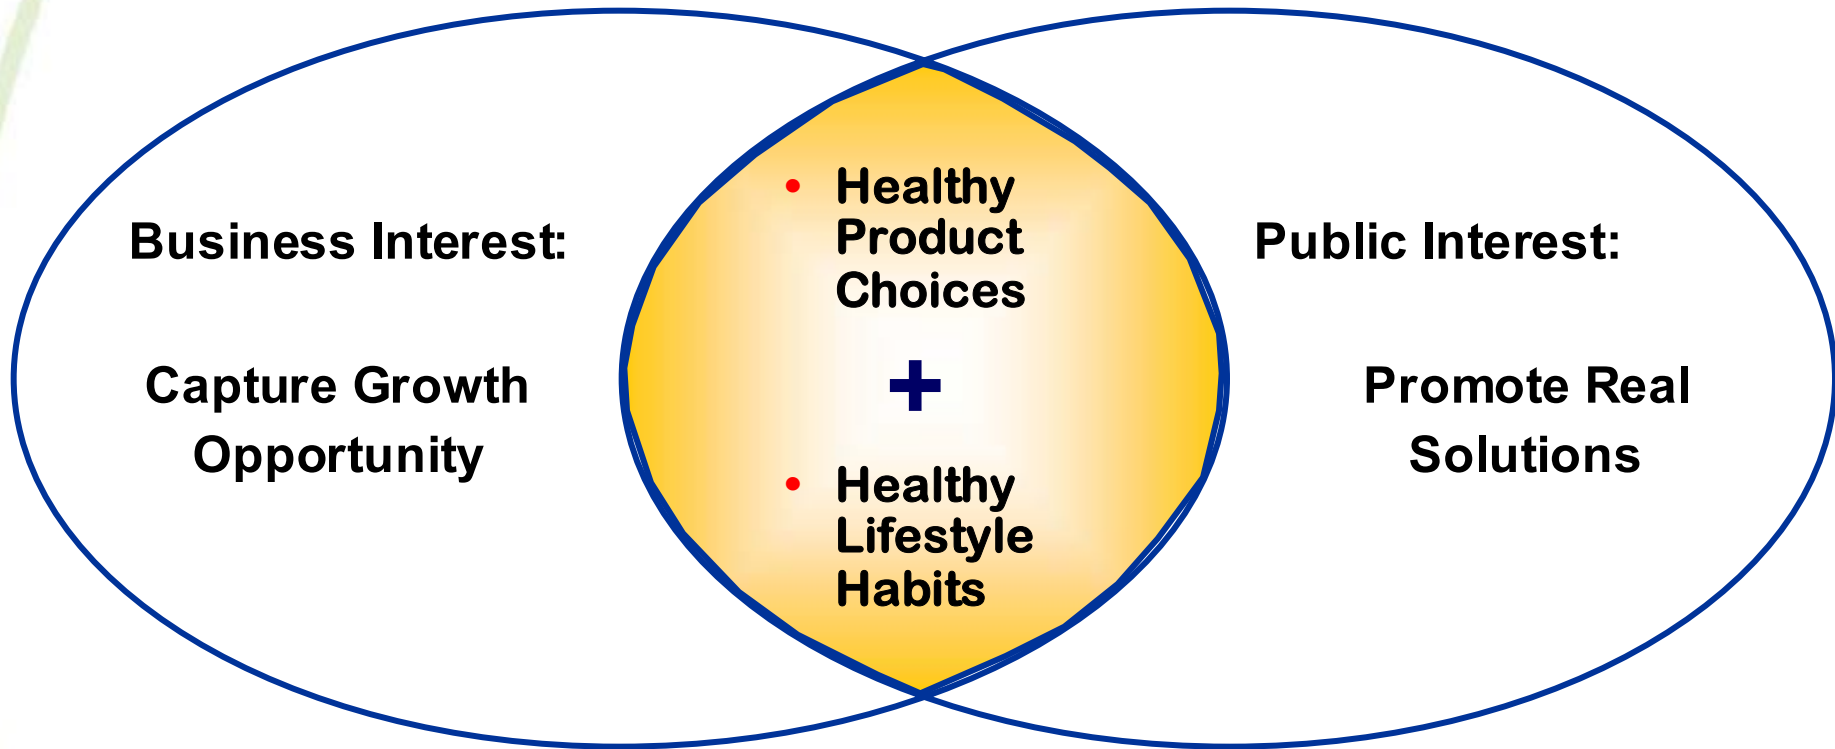 Business Interest:
Capture Growth
Opportunity
• Healthy
Product
Choices
+
• Healthy
Lifestyle
Habits
Public Interest:
Promote Real
Solutions